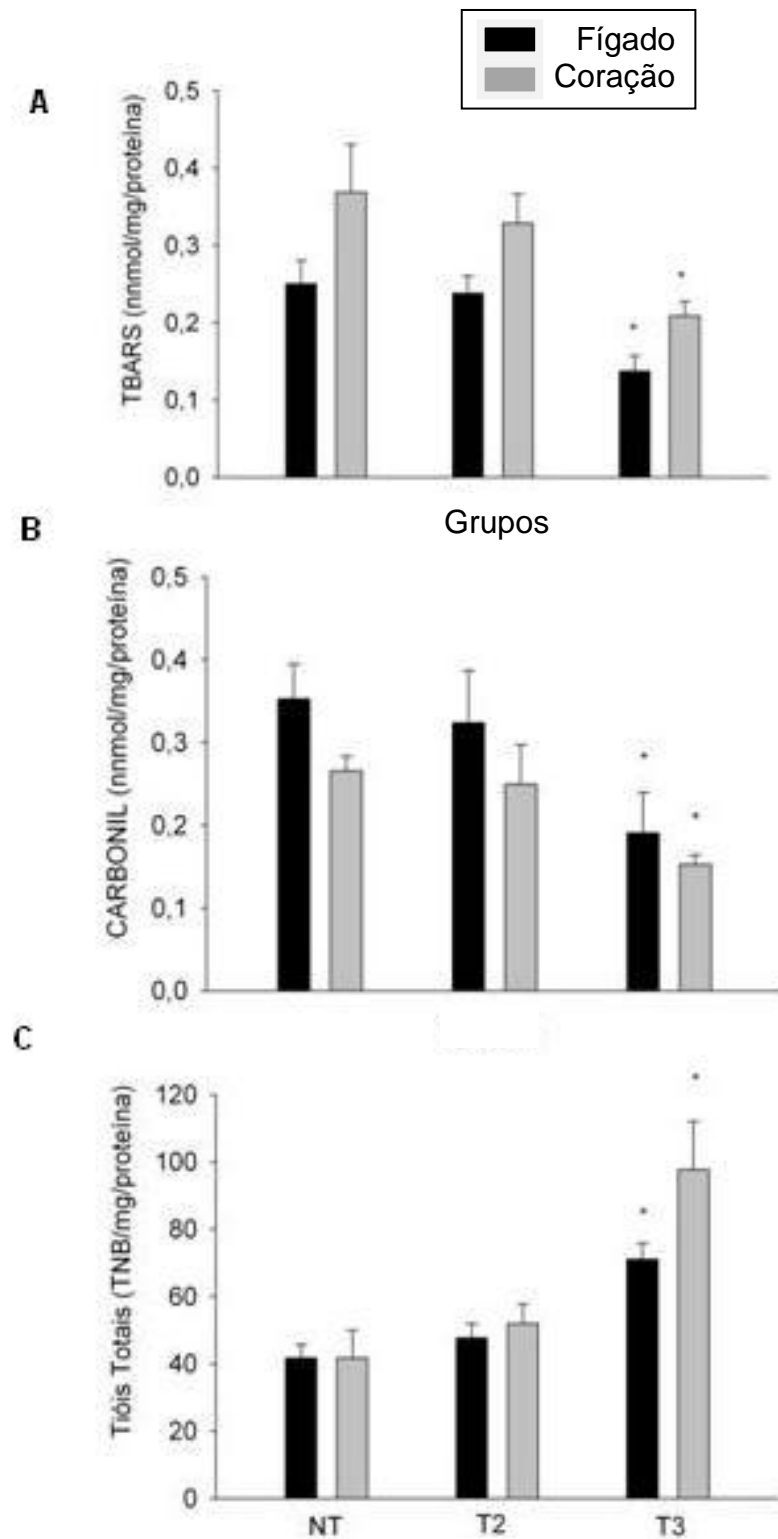 Fígado
Coração
A
TBARS (nnmol/mg/proteína)
0,5
0,4
0,3
0,2
0,1
0,0
*
*
Grupos
B
CARBONIL (nnmol/mg/proteína)
0,5
0,4
0,3
0,2
0,1
0,0
*
*
C
Tióis Totais (TNB/mg/proteína)
120
100
80
60
40
20
0
*
*
NT T2 T3